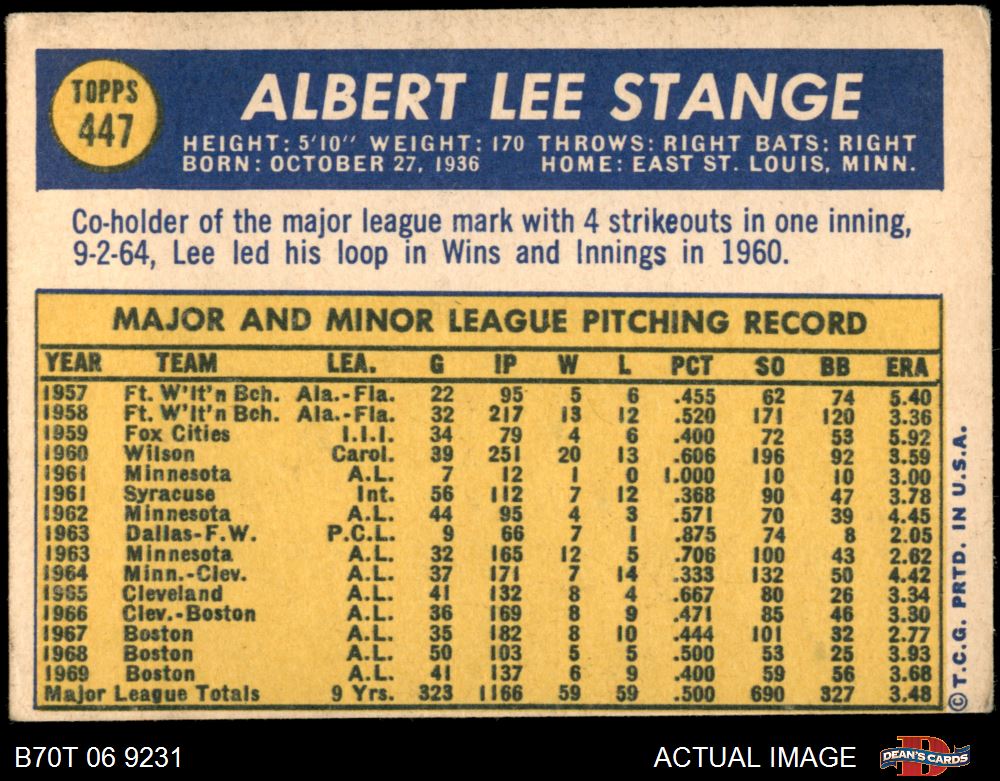 TOPPS
447
ALBERT LEE STANGE
HEIGHT: 5'10" WEIGHT: 170 THROWS: RIGHT BATS: RIGHT
BORN: OCTOBER 27, 1936 HOME: EAST ST. LOUIS, MINN.
Co-holder of the major league mark with 4 strikeouts in one inning,
9-2-64, Lee led his loop in Wins and Innings in 1960.
MAJOR AND MINOR LEAGUE PITCHING RECORD
YEAR TEAM LEA. G IP W L PCT SO BB ERA
1957 Ft. W'lt'n Bch. Ala.-Fla. 22 95 5 6 .455 62 74 5.40
1958 Ft. W'lt'n Bch. Ala.-Fla. 32 217 13 12 .520 171 120 3.36
1959 Fox Cities I.I.I. 34 79 4 6 .400 72 53 5.92
1960 Wilson Carol. 39 251 20 13 .606 196 92 3.59
1961 Minnesota A.L. 7 12 1 0 1.000 10 10 3.00
1961 Syracuse Int. 56 112 7 12 .368 90 47 3.78
1962 Minnesota A.L. 44 95 4 3 .571 70 39 4.45
1963 Dallas-F.W. P.C.L. 9 66 7 1 .875 74 8 2.05
1963 Minnesota A.L. 32 165 12 5 .706 100 43 2.62
1964 Minn.-Clev. A.L. 37 171 7 14 .333 132 50 4.42
1965 Cleveland A.L. 41 132 8 4 .667 80 26 3.34
1966 Clev.-Boston A.L. 36 169 8 9 .471 85 46 3.30
1967 Boston A.L. 35 182 8 10 .444 101 32 2.77
1968 Boston A.L. 50 103 5 5 .500 53 25 3.93
1969 Boston A.L. 41 137 6 9 .400 59 56 3.68
Major League Totals 9 Yrs. 323 1166 59 59 .500 690 327 3.48
© T.C.G. PRTD. IN U.S.A.
B70T 06 9231 ACTUAL IMAGE
DEAN'S CARDS